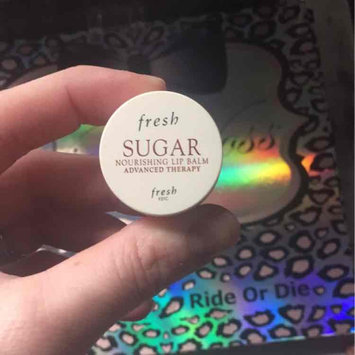 fresh
SUGAR
NOURISHING LIP BALM
ADVANCED THERAPY
fresh
Ride Or Die